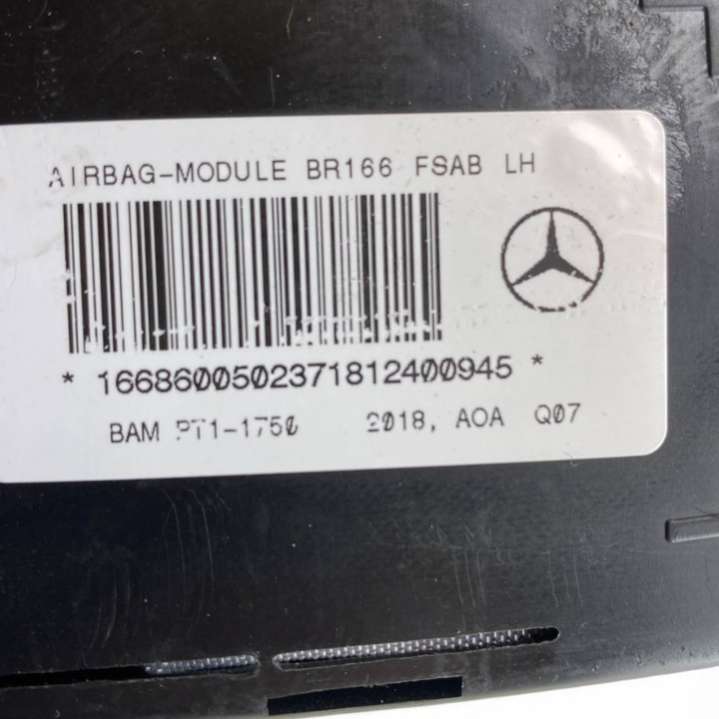 AIRBAG-MODULE BR166 FSAB LH
* 1668600502371812400945 *
BAM PT1-1750 2018, AOA Q07